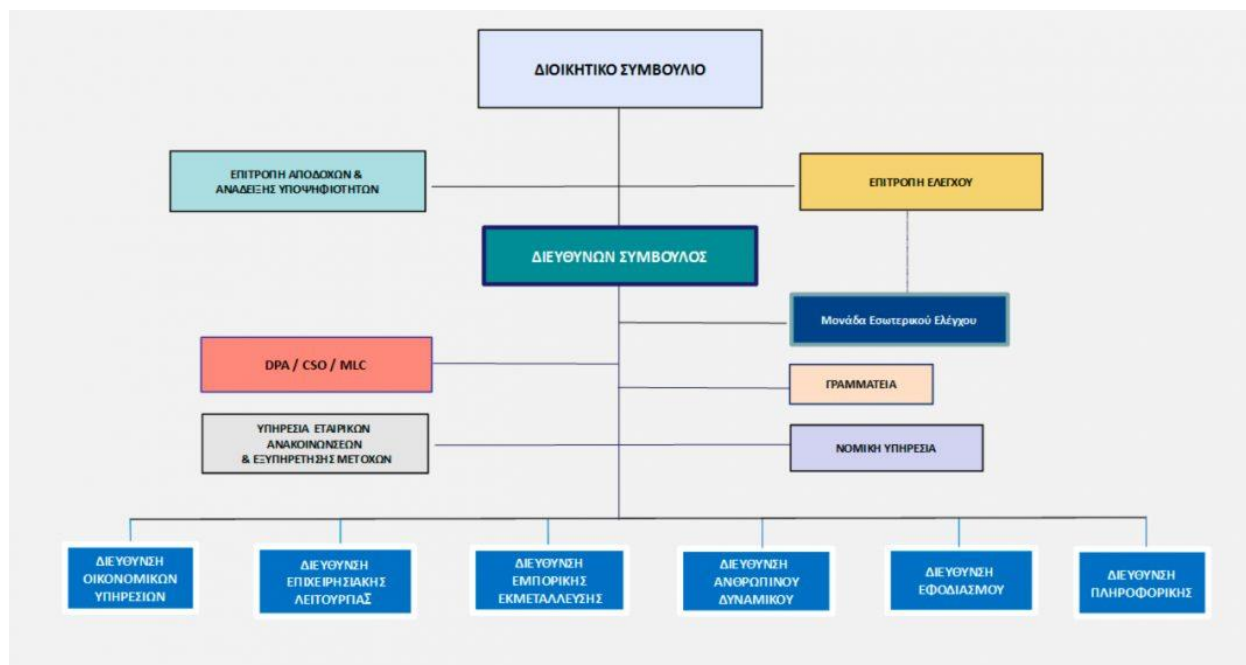 ΔΙΟΙΚΗΤΙΚΟ ΣΥΜΒΟΥΛΙΟ
ΕΠΙΤΡΟΠΗ ΑΠΟΔΟΧΩΝ &
ΑΝΑΔΕΙΞΗΣ ΥΠΟΨΗΦΙΟΤΗΤΩΝ
ΕΠΙΤΡΟΠΗ ΕΛΕΓΧΟΥ
ΔΙΕΥΘΥΝΩΝ ΣΥΜΒΟΥΛΟΣ
Μονάδα Εσωτερικού Ελέγχου
DPA / CSO / MLC
ΓΡΑΜΜΑΤΕΙΑ
ΥΠΗΡΕΣΙΑ ΕΤΑΙΡΙΚΩΝ
ΑΝΑΚΟΙΝΩΣΕΩΝ
& ΕΞΥΠΗΡΕΤΗΣΗΣ ΜΕΤΟΧΩΝ
ΝΟΜΙΚΗ ΥΠΗΡΕΣΙΑ
ΔΙΕΥΘΥΝΣΗ
ΟΙΚΟΝΟΜΙΚΩΝ
ΥΠΗΡΕΣΙΩΝ
ΔΙΕΥΘΥΝΣΗ
ΕΠΙΧΕΙΡΗΣΙΑΚΗΣ
ΛΕΙΤΟΥΡΓΙΑΣ
ΔΙΕΥΘΥΝΣΗ
ΕΜΠΟΡΙΚΗΣ
ΕΚΜΕΤΑΛΛΕΥΣΗΣ
ΔΙΕΥΘΥΝΣΗ
ΑΝΘΡΩΠΙΝΟΥ
ΔΥΝΑΜΙΚΟΥ
ΔΙΕΥΘΥΝΣΗ
ΕΦΟΔΙΑΣΜΟΥ
ΔΙΕΥΘΥΝΣΗ
ΠΛΗΡΟΦΟΡΙΚΗΣ